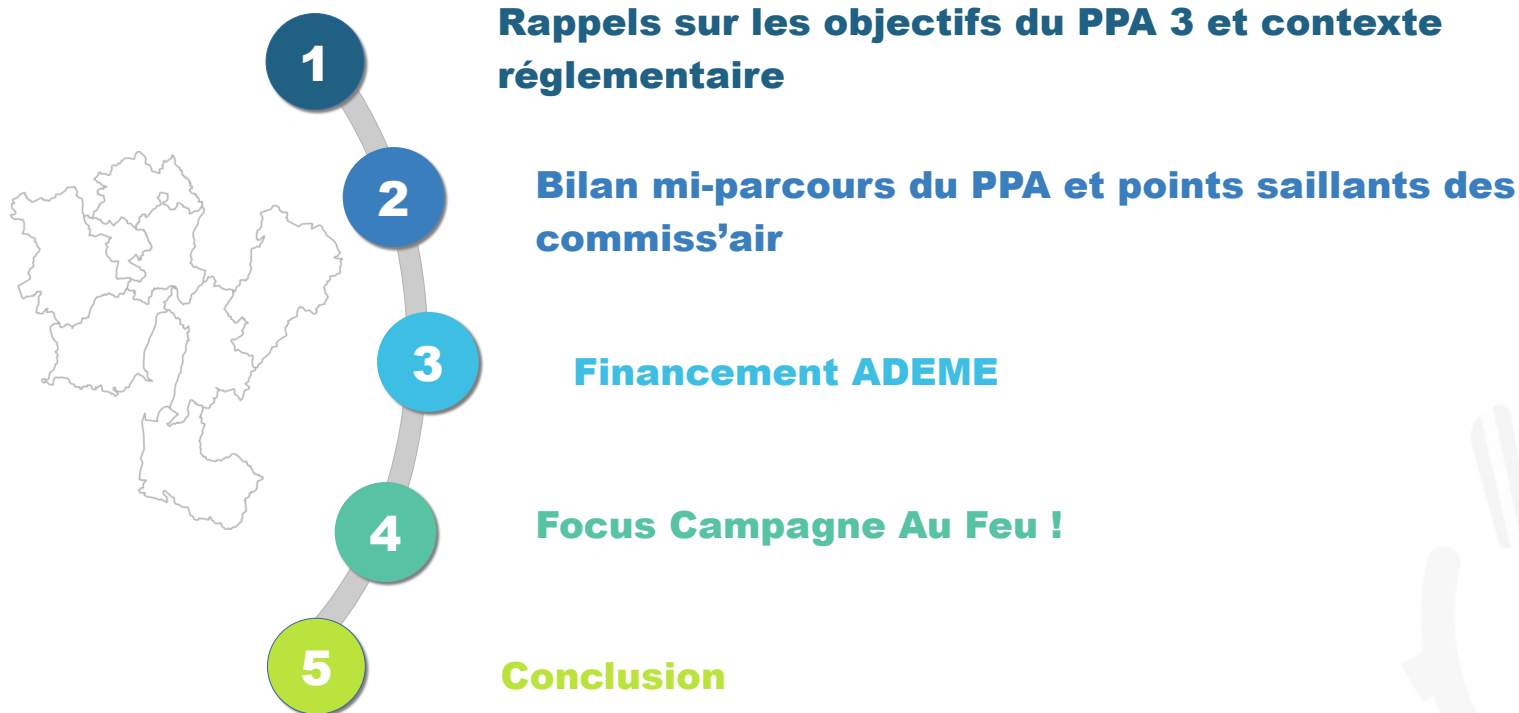 1
Rappels sur les objectifs du PPA 3 et contexte
réglementaire
2
Bilan mi-parcours du PPA et points saillants des
commiss’air
3
Financement ADEME
4
Focus Campagne Au Feu !
5
Conclusion